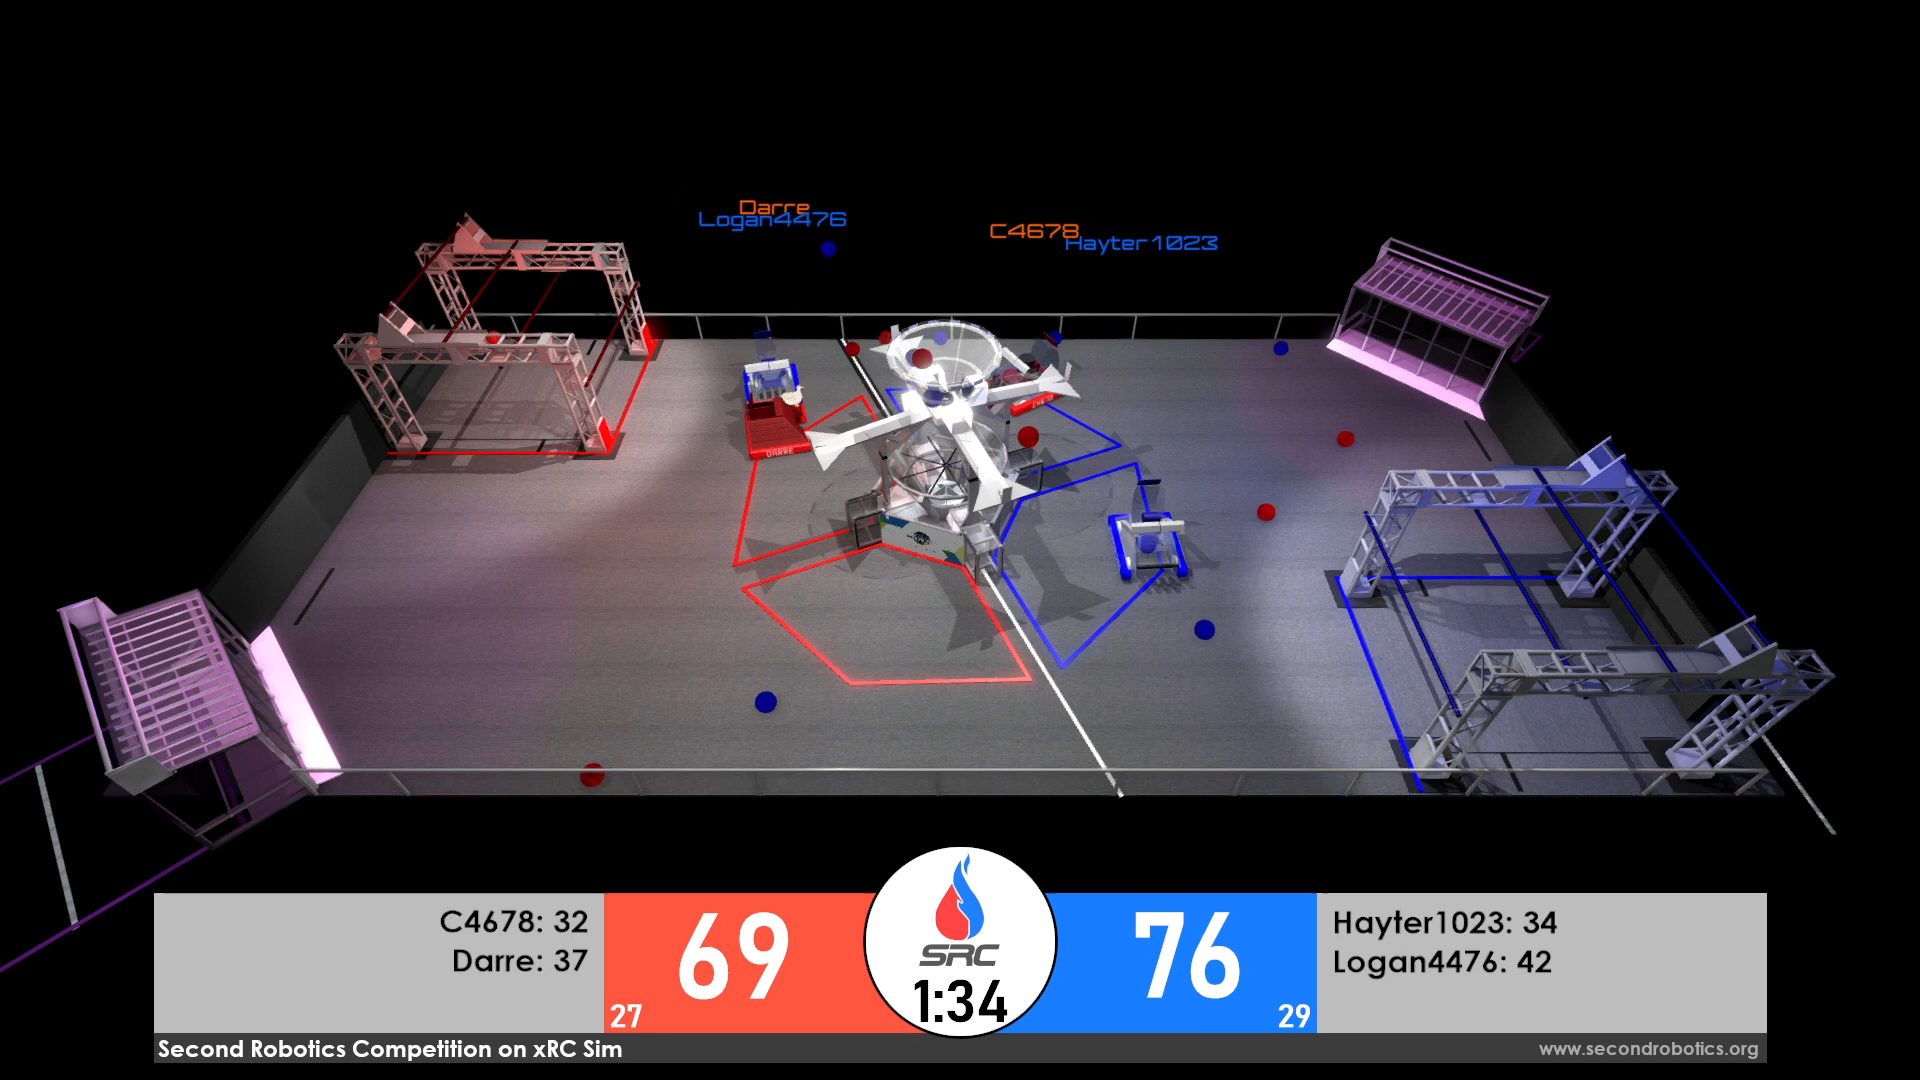 Darre
Logan4476
C4678
Hayter1023
DARRE
C4678: 32
Darre: 37
69
27
SRC
1:34
76
29
Hayter1023: 34
Logan4476: 42
Second Robotics Competition on xRC Sim
www.secondrobotics.org